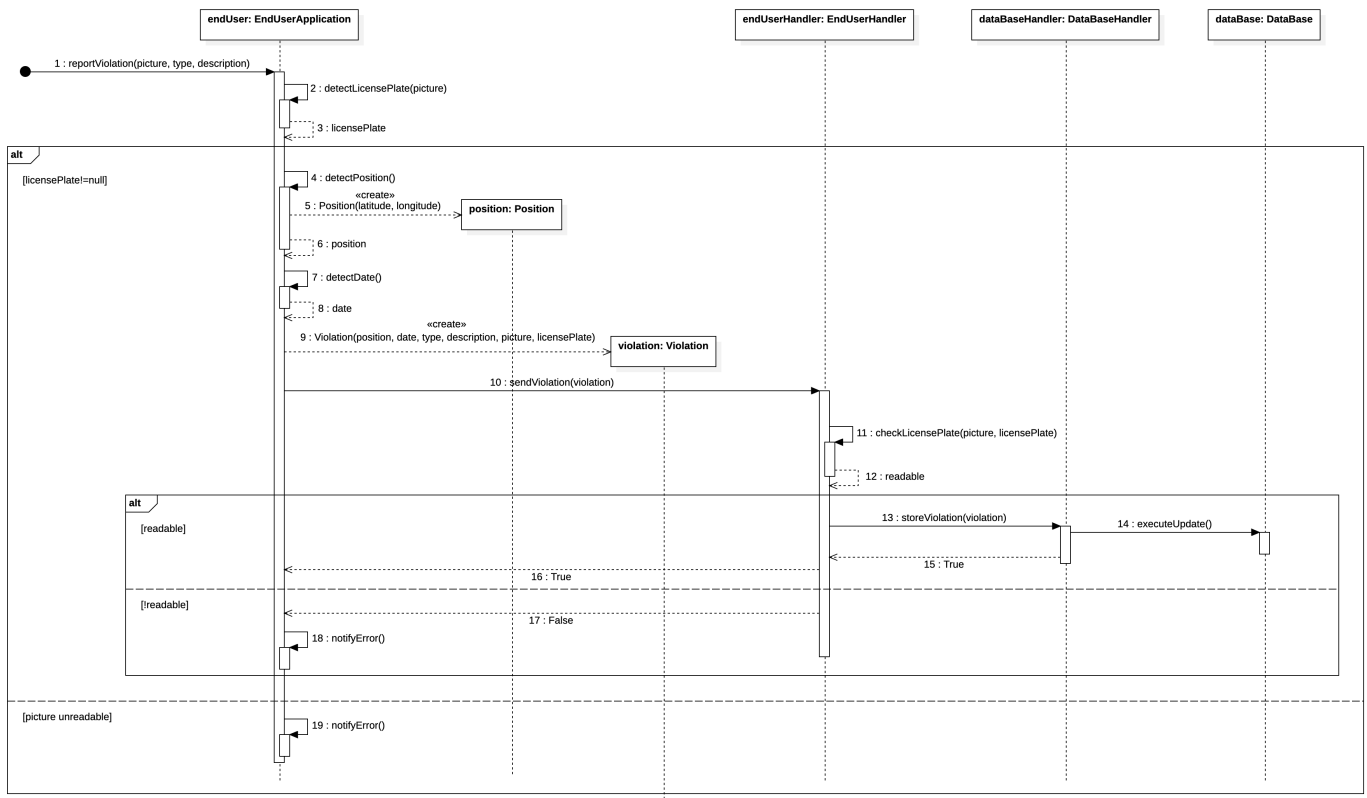 endUser: EndUserApplication
endUserHandler: EndUserHandler
dataBaseHandler: DataBaseHandler
dataBase: DataBase
1 : reportViolation(picture, type, description)
2 : detectLicensePlate(picture)
3 : licensePlate
alt
[licensePlate!=null]
4 : detectPosition()
«create»
5 : Position(latitude, longitude)
position: Position
6 : position
7 : detectDate()
8 : date
«create»
9 : Violation(position, date, type, description, picture, licensePlate)
violation: Violation
10 : sendViolation(violation)
11 : checkLicensePlate(picture, licensePlate)
12 : readable
alt
[readable]
13 : storeViolation(violation)
14 : executeUpdate()
15 : True
16 : True
[!readable]
17 : False
18 : notifyError()
[picture unreadable]
19 : notifyError()